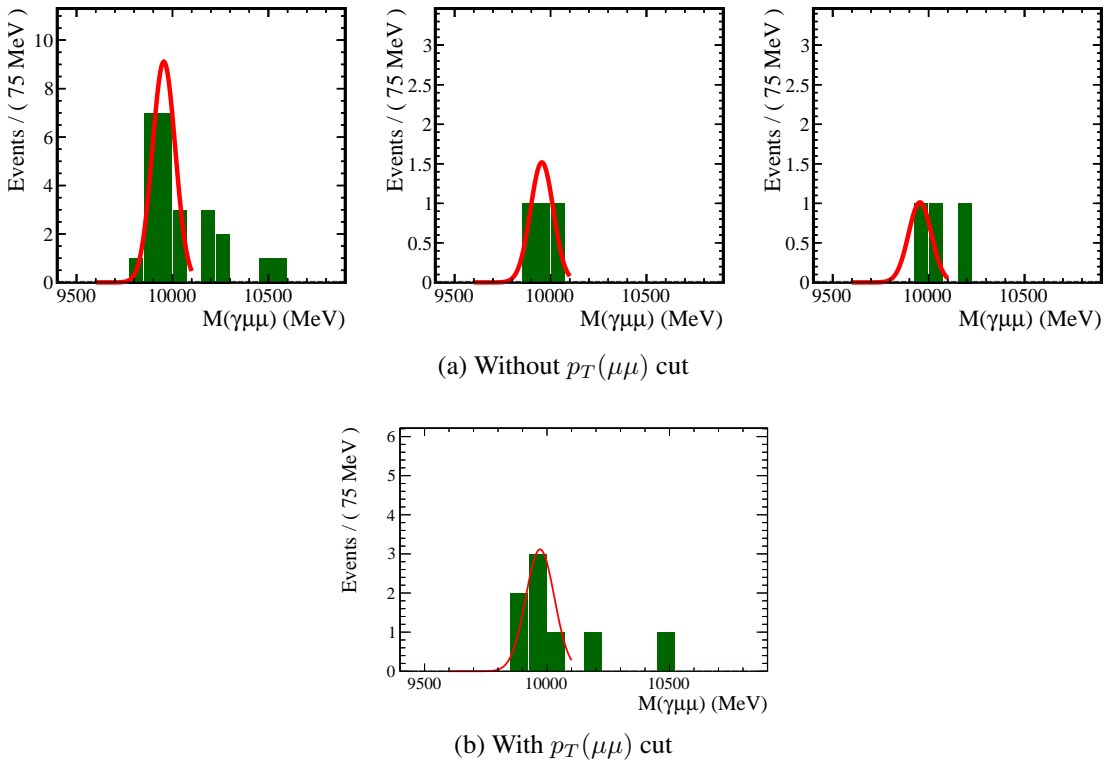 Events / ( 75 MeV )
10
8
6
4
2
0
9500 10000 10500
M(γμμ) (MeV)
Events / ( 75 MeV )
3
2.5
2
1.5
1
0.5
0
9500 10000 10500
M(γμμ) (MeV)
Events / ( 75 MeV )
3
2.5
2
1.5
1
0.5
0
9500 10000 10500
M(γμμ) (MeV)
(a) Without p_T(μμ) cut
Events / ( 75 MeV )
6
5
4
3
2
1
0
9500 10000 10500
M(γμμ) (MeV)
(b) With p_T(μμ) cut